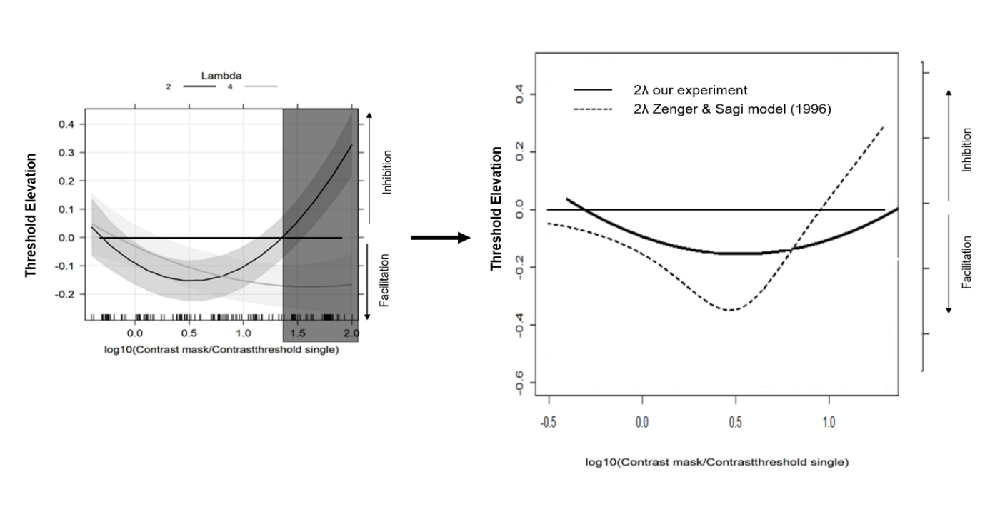 Lambda
2 4
Threshold Elevation
0.4
0.3
0.2
0.1
0.0
-0.1
-0.2
Inhibition
Facilitation
0.0 0.5 1.0 1.5 2.0
log10(Contrast mask/Contrastthreshold single)
2λ our experiment
2λ Zenger & Sagi model (1996)
Threshold Elevation
0.4
0.2
0.0
-0.2
-0.4
-0.6
Inhibition
Facilitation
-0.5 0.0 0.5 1.0
log10(Contrast mask/Contrastthreshold single)